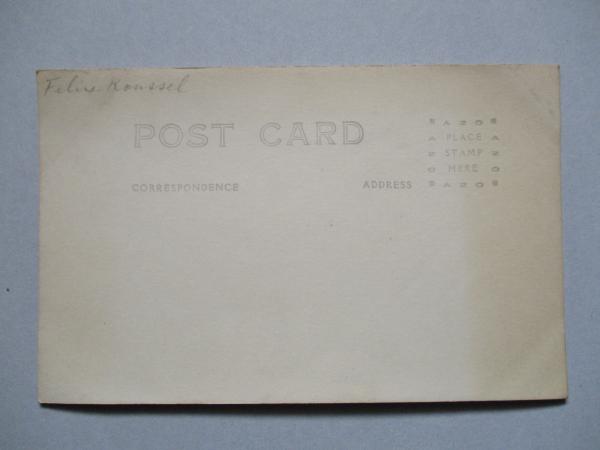 Felix Roussel
POST CARD
CORRESPONDENCE
ADDRESS
PLACE
STAMP
HERE